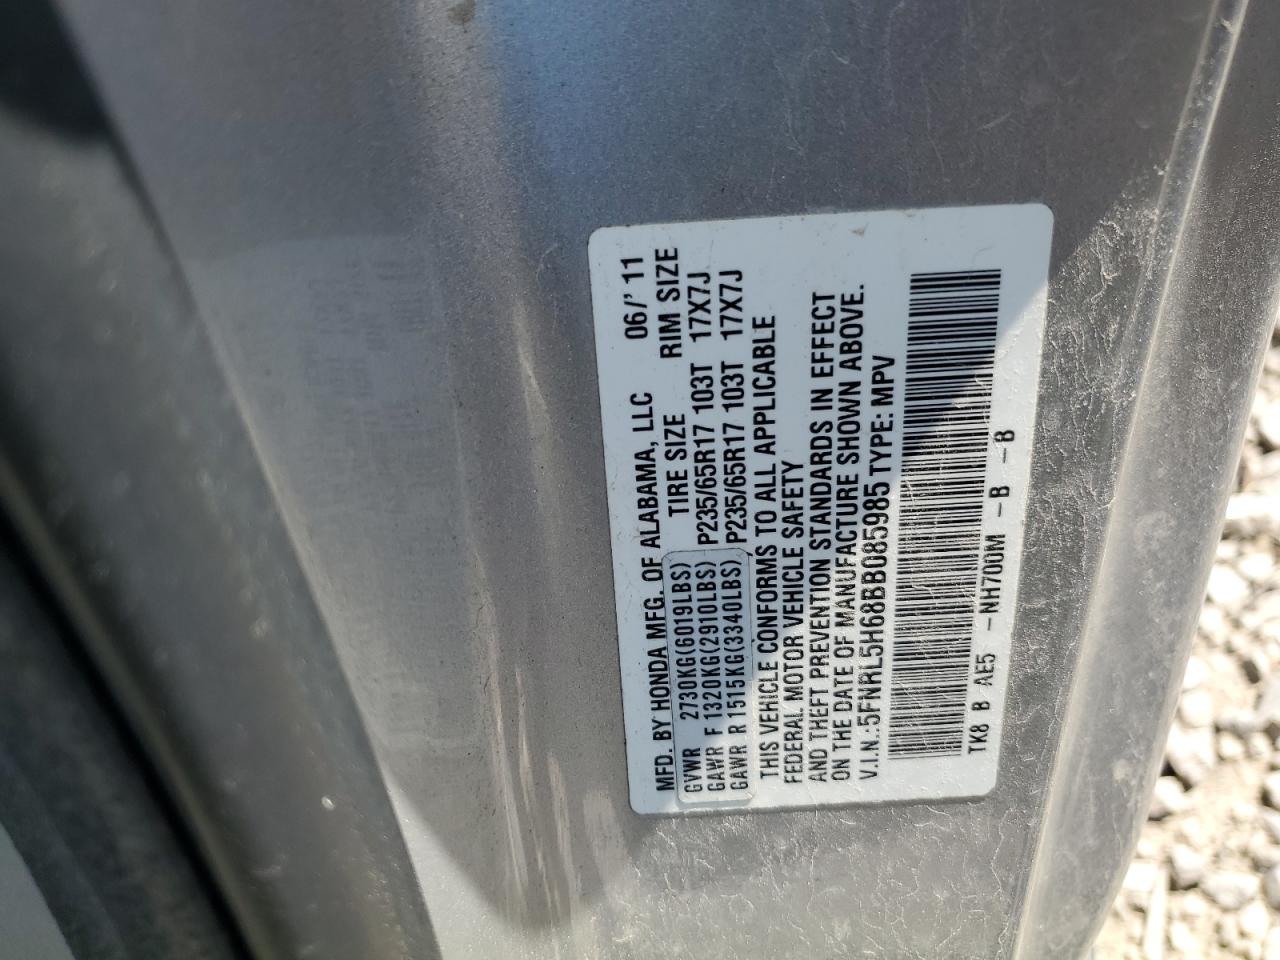 MFD. BY HONDA MFG. OF ALABAMA, LLC 06/' 11
TIRE SIZE RIM SIZE
GVWR 2730KG(6019LBS) P235/65R17 103T 17X7J
GAWR F 1320KG(2910LBS) P235/65R17 103T 17X7J
GAWR R 1515KG(3340LBS)
THIS VEHICLE CONFORMS TO ALL APPLICABLE
FEDERAL MOTOR VEHICLE SAFETY
AND THEFT PREVENTION STANDARDS IN EFFECT
ON THE DATE OF MANUFACTURE SHOWN ABOVE.
V.I.N.:5FNRL5H68BB085985 TYPE: MPV
TK8 B AE5 -NH700M -B -B